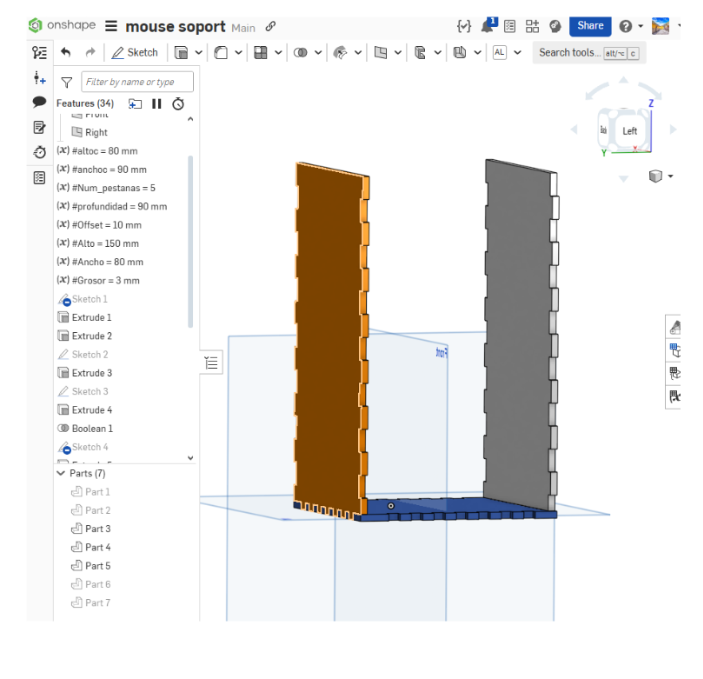 onshape mouse soport Main
Share
Sketch
AL
Search tools... alt/⌥ c
Filter by name or type
Features (34)
Front
Right
(x) #altoc = 80 mm
(x) #anchoc = 90 mm
(x) #Num_pestanas = 5
(x) #profundidad = 90 mm
(x) #Offset = 10 mm
(x) #Alto = 150 mm
(x) #Ancho = 80 mm
(x) #Grosor = 3 mm
Sketch 1
Extrude 1
Extrude 2
Sketch 2
Extrude 3
Sketch 3
Extrude 4
Boolean 1
Sketch 4
Parts (7)
Part 1
Part 2
Part 3
Part 4
Part 5
Part 6
Part 7
Front
Z
Left
Y
X